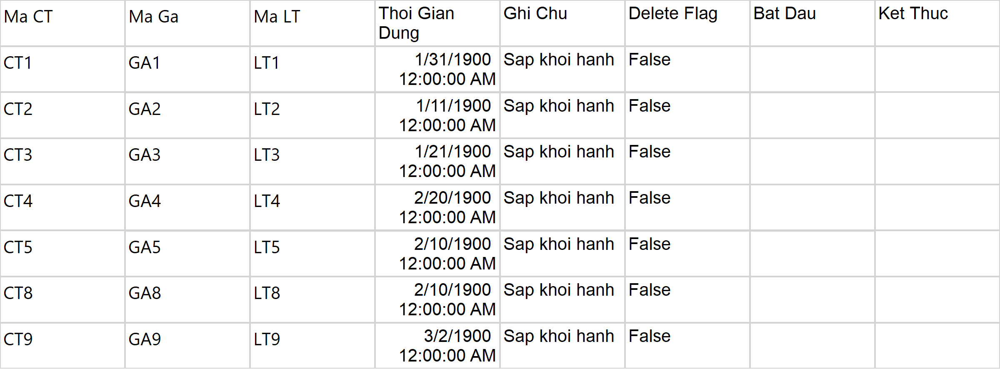 Ma CT Ma Ga Ma LT Thoi Gian Dung Ghi Chu Delete Flag Bat Dau Ket Thuc
CT1 GA1 LT1 1/31/1900 12:00:00 AM Sap khoi hanh False
CT2 GA2 LT2 1/11/1900 12:00:00 AM Sap khoi hanh False
CT3 GA3 LT3 1/21/1900 12:00:00 AM Sap khoi hanh False
CT4 GA4 LT4 2/20/1900 12:00:00 AM Sap khoi hanh False
CT5 GA5 LT5 2/10/1900 12:00:00 AM Sap khoi hanh False
CT8 GA8 LT8 2/10/1900 12:00:00 AM Sap khoi hanh False
CT9 GA9 LT9 3/2/1900 12:00:00 AM Sap khoi hanh False